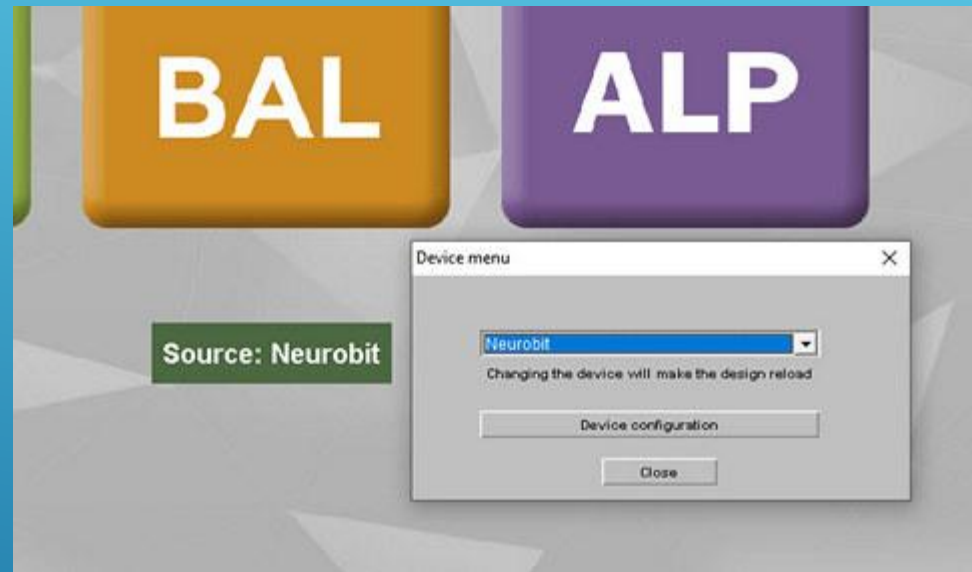 BAL
ALP
Device menu
Source: Neurobit
Neurobit
Changing the device will make the design reload
Device configuration
Close